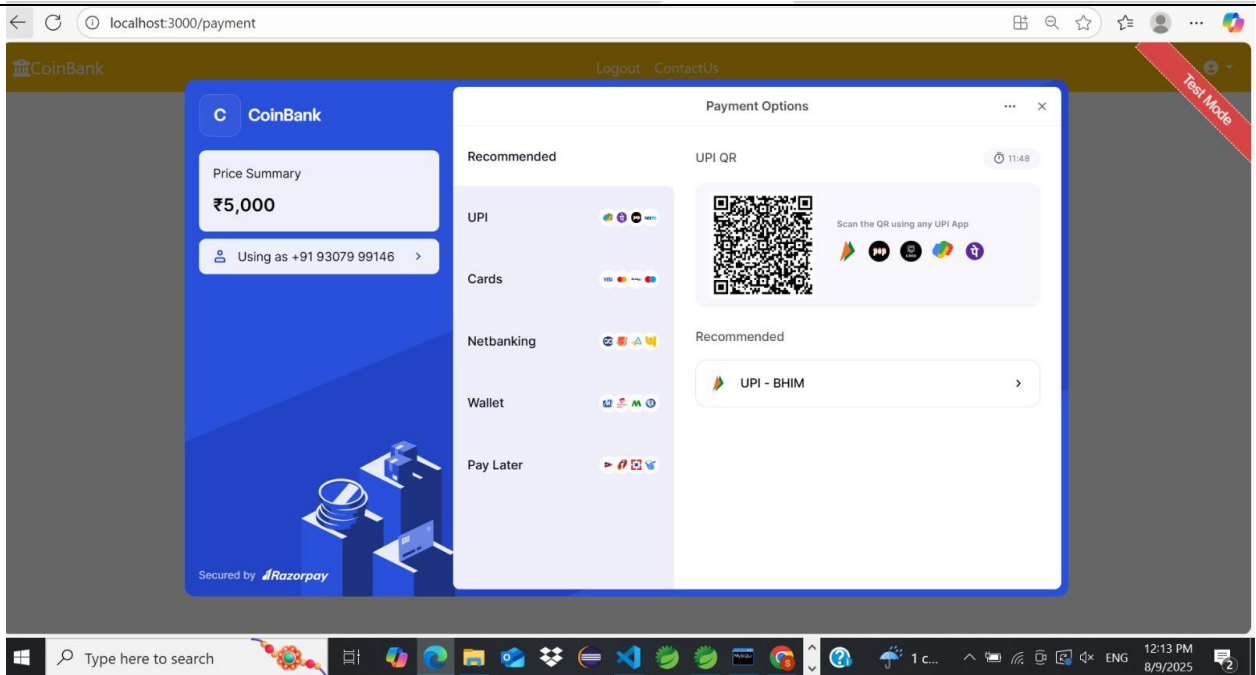 localhost:3000/payment
CoinBank
Logout ContactUs
Test Mode
C CoinBank
Price Summary
₹5,000
Using as +91 93079 99146
Secured by Razorpay
Payment Options
Recommended
UPI
Cards
Netbanking
Wallet
Pay Later
UPI QR
11:48
Scan the QR using any UPI App
Recommended
UPI - BHIM
Type here to search
1 c...
ENG
12:13 PM
8/9/2025
2